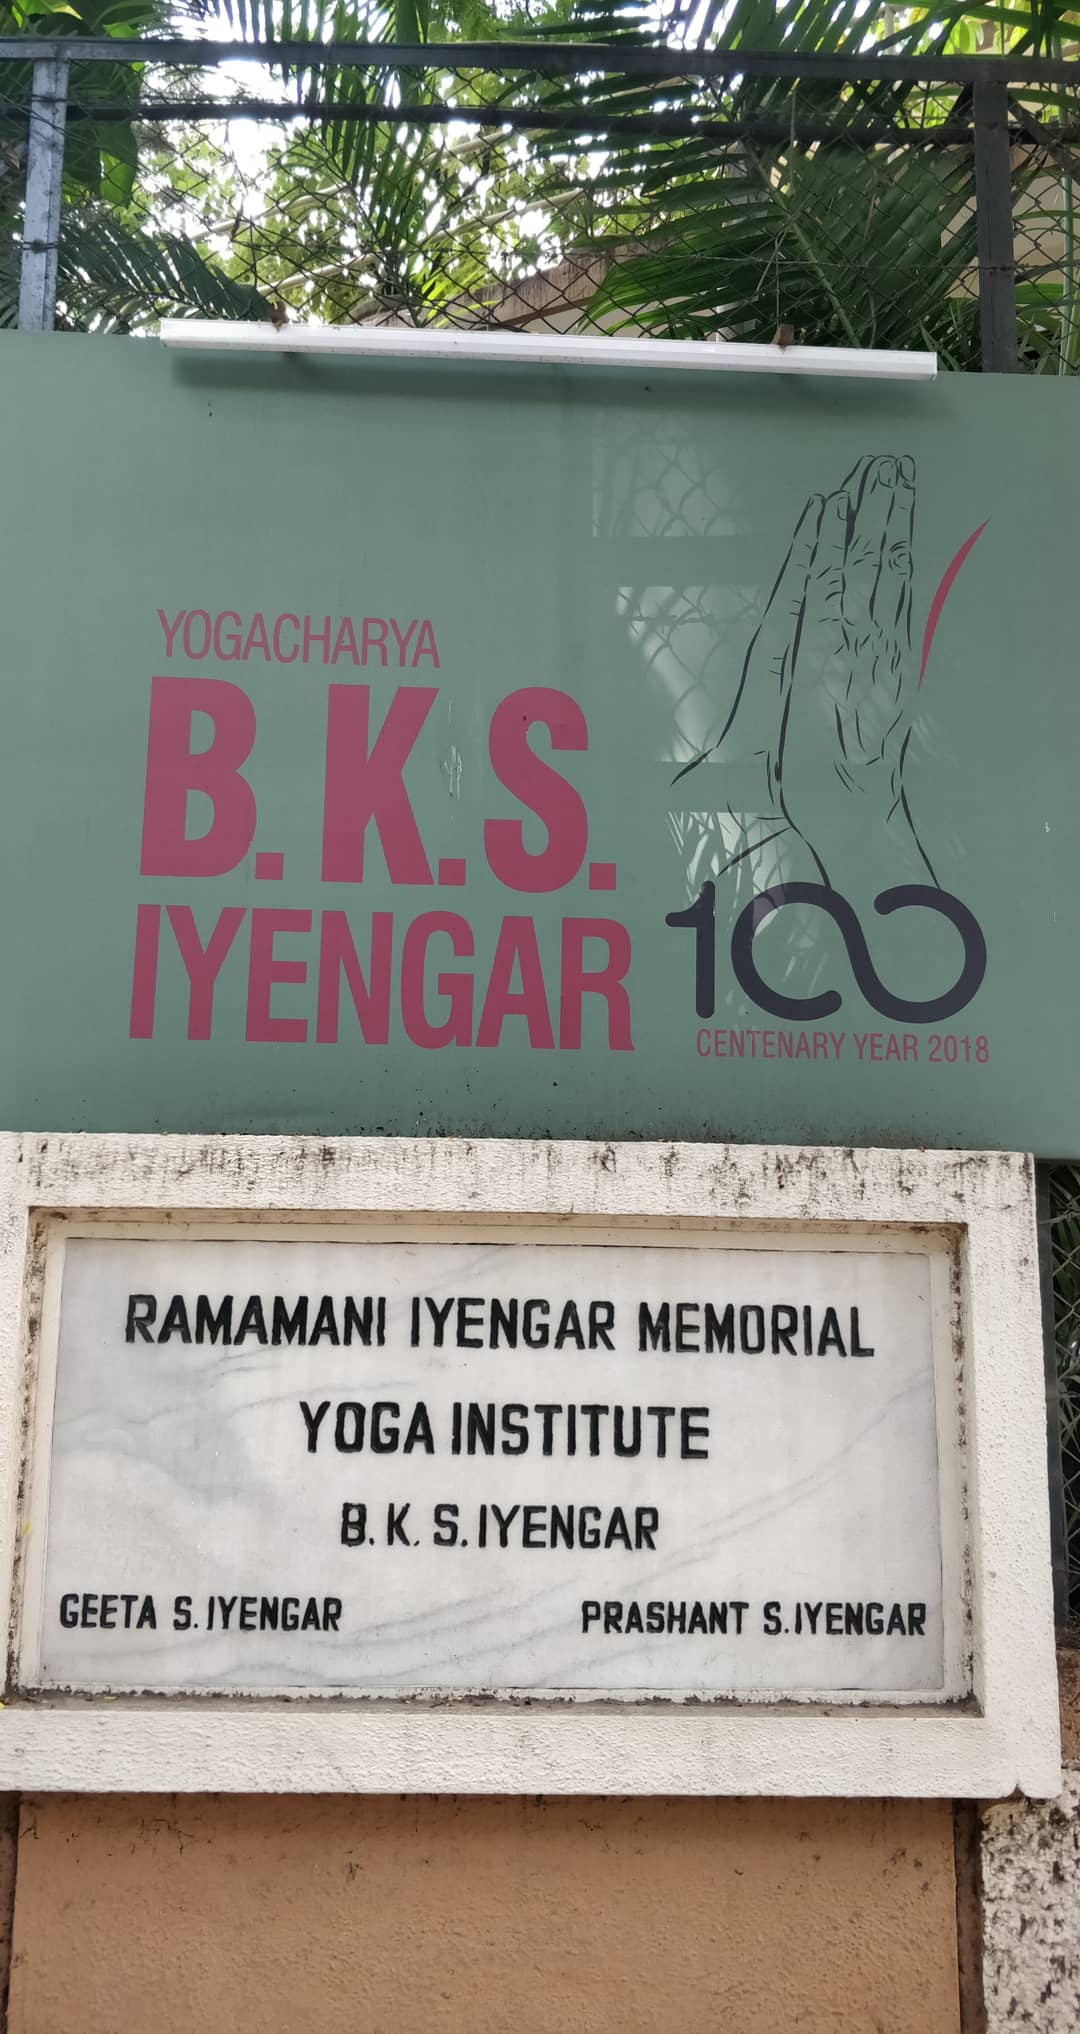 YOGACHARYA
B.K.S.
IYENGAR
100
CENTENARY YEAR 2018
RAMAMANI IYENGAR MEMORIAL
YOGA INSTITUTE
B. K. S. IYENGAR
GEETA S. IYENGAR PRASHANT S. IYENGAR